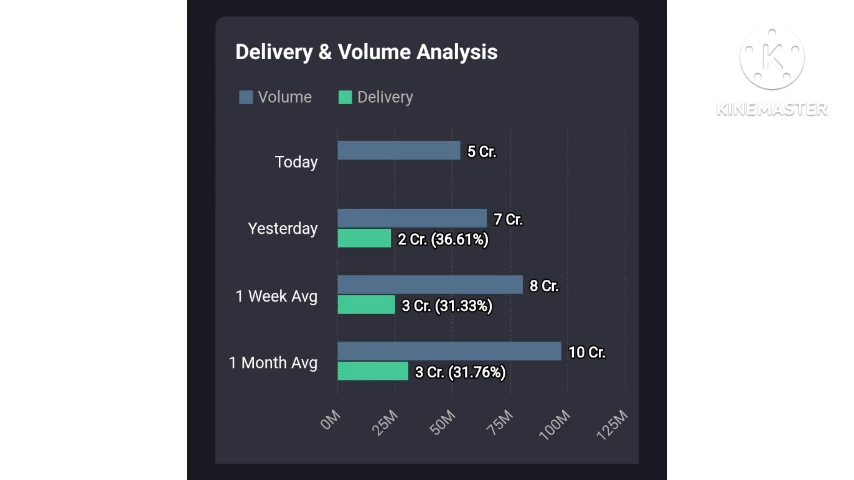 Delivery & Volume Analysis
Volume Delivery
Today 5 Cr.
Yesterday 7 Cr.
2 Cr. (36.61%)
1 Week Avg 8 Cr.
3 Cr. (31.33%)
1 Month Avg 10 Cr.
3 Cr. (31.76%)
0M 25M 50M 75M 100M 125M
K
KINEMASTER